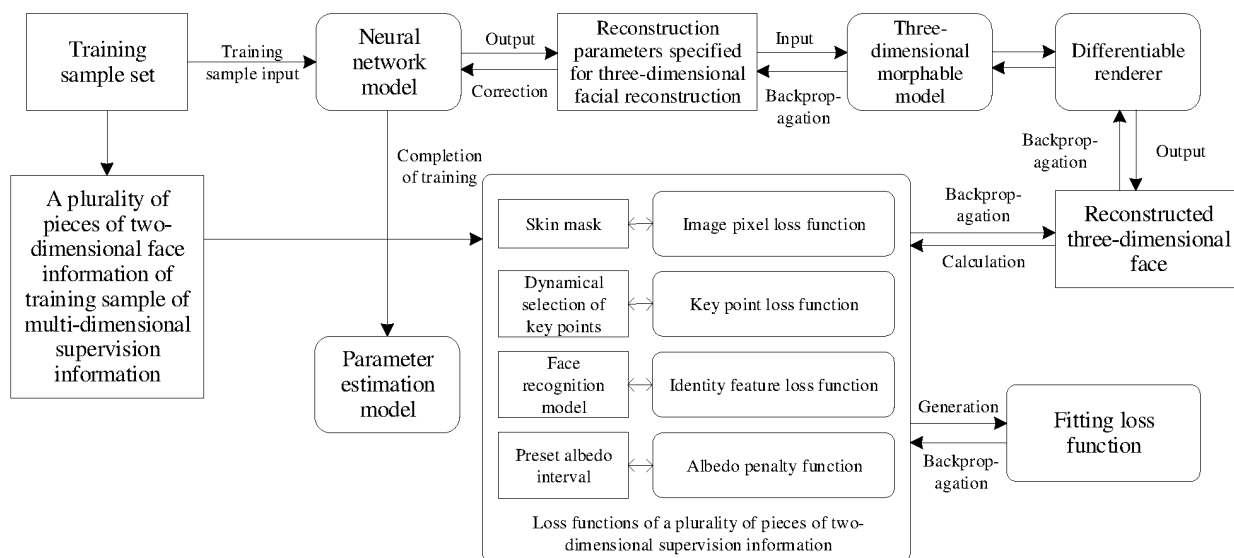 Training
sample set
Training
sample input
Neural
network
model
Output
Correction
Reconstruction
parameters specified
for three-dimensional
facial reconstruction
Input
Backprop-
agation
Three-
dimensional
morphable
model
Differentiable
renderer
Backprop-
agation
Output
A plurality of
pieces of two-
dimensional face
information of
training sample of
multi-dimensional
supervision
information
Completion
of training
Parameter
estimation
model
Skin mask
Image pixel loss function
Dynamical
selection of
key points
Key point loss function
Face
recognition
model
Identity feature loss function
Preset albedo
interval
Albedo penalty function
Loss functions of a plurality of pieces of two-
dimensional supervision information
Backprop-
agation
Calculation
Reconstructed
three-dimensional
face
Generation
Backprop-
agation
Fitting loss
function